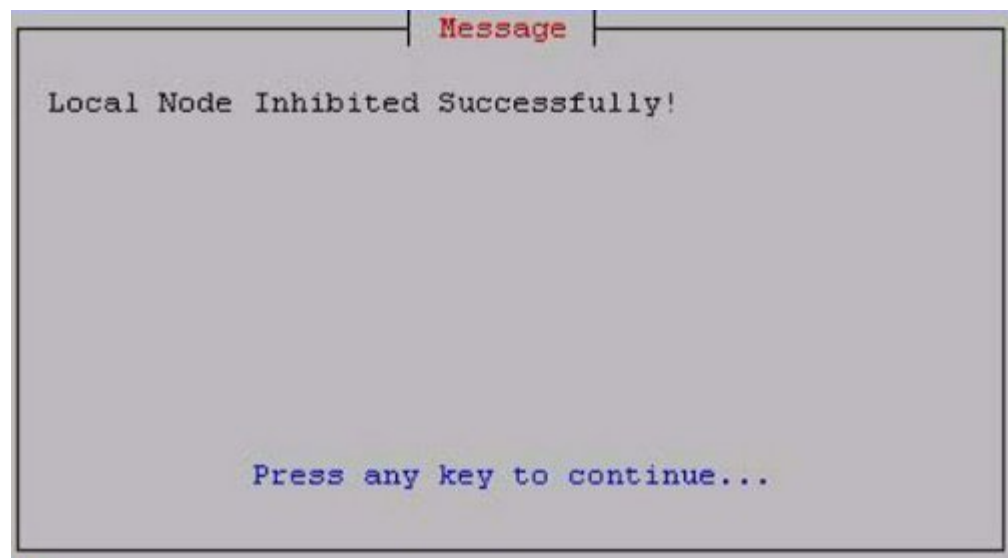 Message
Local Node Inhibited Successfully!
Press any key to continue...